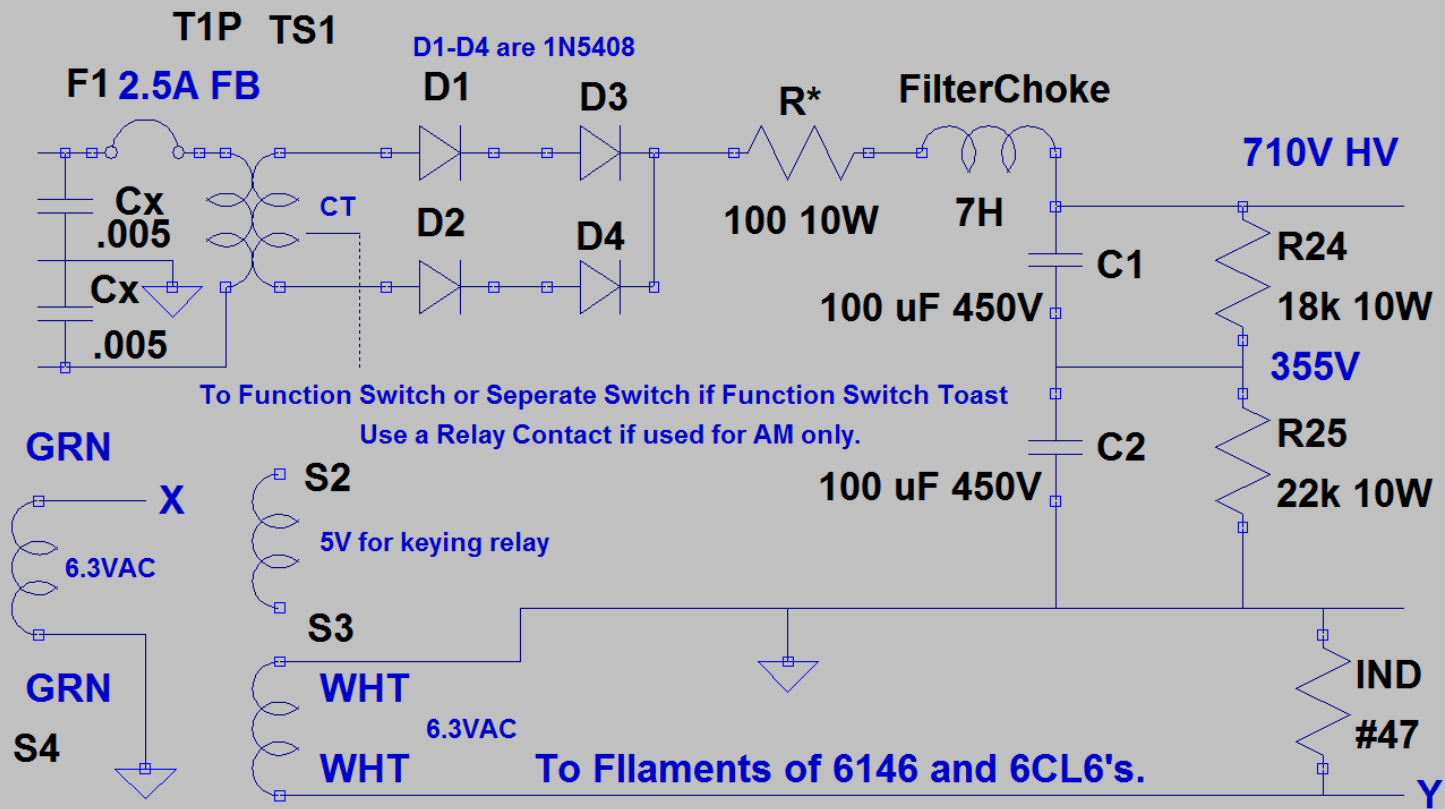 T1P TS1
D1-D4 are 1N5408
F1 2.5A FB
D1
D3
R*
FilterChoke
710V HV
Cx
.005
CT
D2
D4
100 10W
7H
R24
C1
18k 10W
Cx
.005
100 uF 450V
355V
To Function Switch or Seperate Switch if Function Switch Toast
Use a Relay Contact if used for AM only.
R25
C2
22k 10W
100 uF 450V
GRN
X
S2
5V for keying relay
6.3VAC
S3
GRN
WHT
IND
6.3VAC
#47
S4
WHT
To FIlaments of 6146 and 6CL6's.
Y